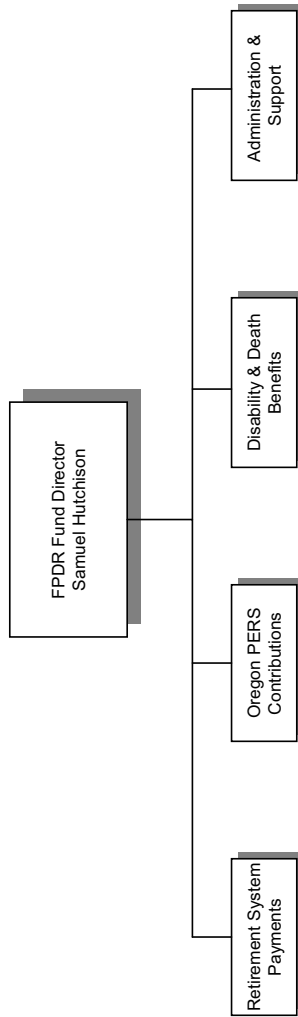 FPDR Fund Director
Samuel Hutchison
Retirement System
Payments
Oregon PERS
Contributions
Disability & Death
Benefits
Administration &
Support